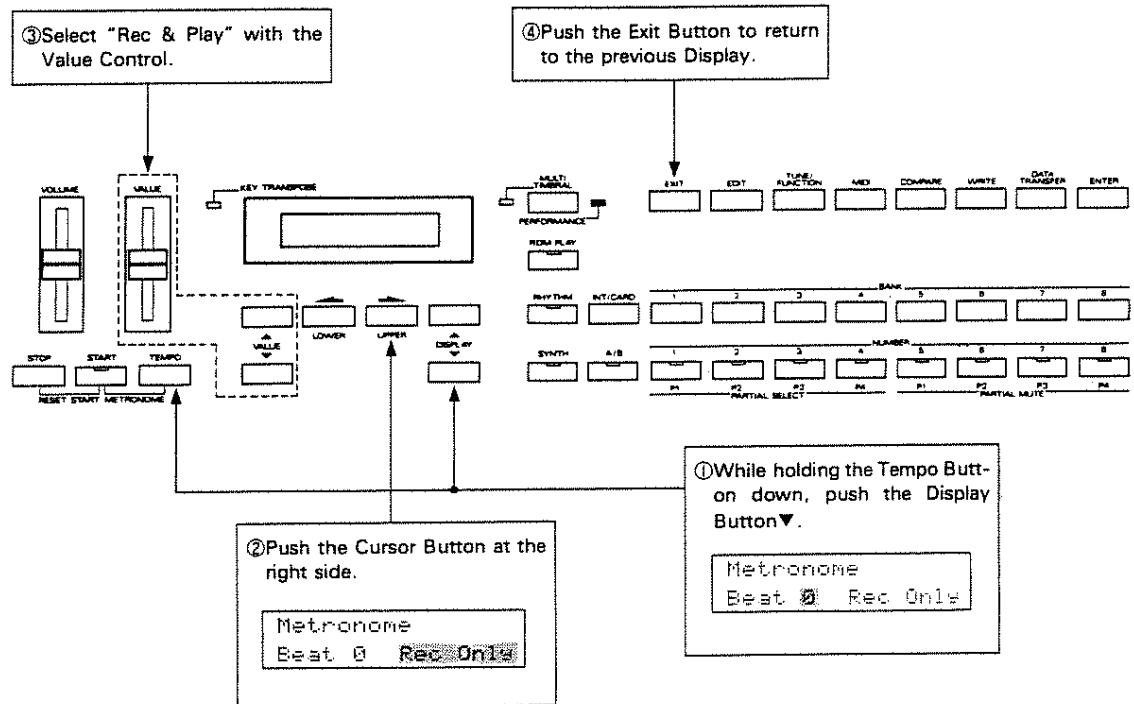 ③Select "Rec & Play" with the
Value Control.
④Push the Exit Button to return
to the previous Display.
VOLUME
VALUE
KEY TRANSPOSE
MULTI
TIMBRAL
PERFORMANCE
EXIT
EDIT
TUNE/
FUNCTION
MIDI
COMPARE
WRITE
DATA
TRANSFER
ENTER
ROM PLAY
RHYTHM
INT/CARD
BANK
1 2 3 4 5 6 7 8
VALUE
LOWER
UPPER
DISPLAY
STOP
START
TEMPO
RESET START
METRONOME
SYNTH
A/B
NUMBER
1 2 3 4 5 6 7 8
P1 P2 P3 P4 P1 P2 P3 P4
PARTIAL SELECT
PARTIAL MUTE
①While holding the Tempo Butt-
on down, push the Display
Button▼.
Metronome
Beat 0 Rec Only
②Push the Cursor Button at the
right side.
Metronome
Beat 0 Rec Only